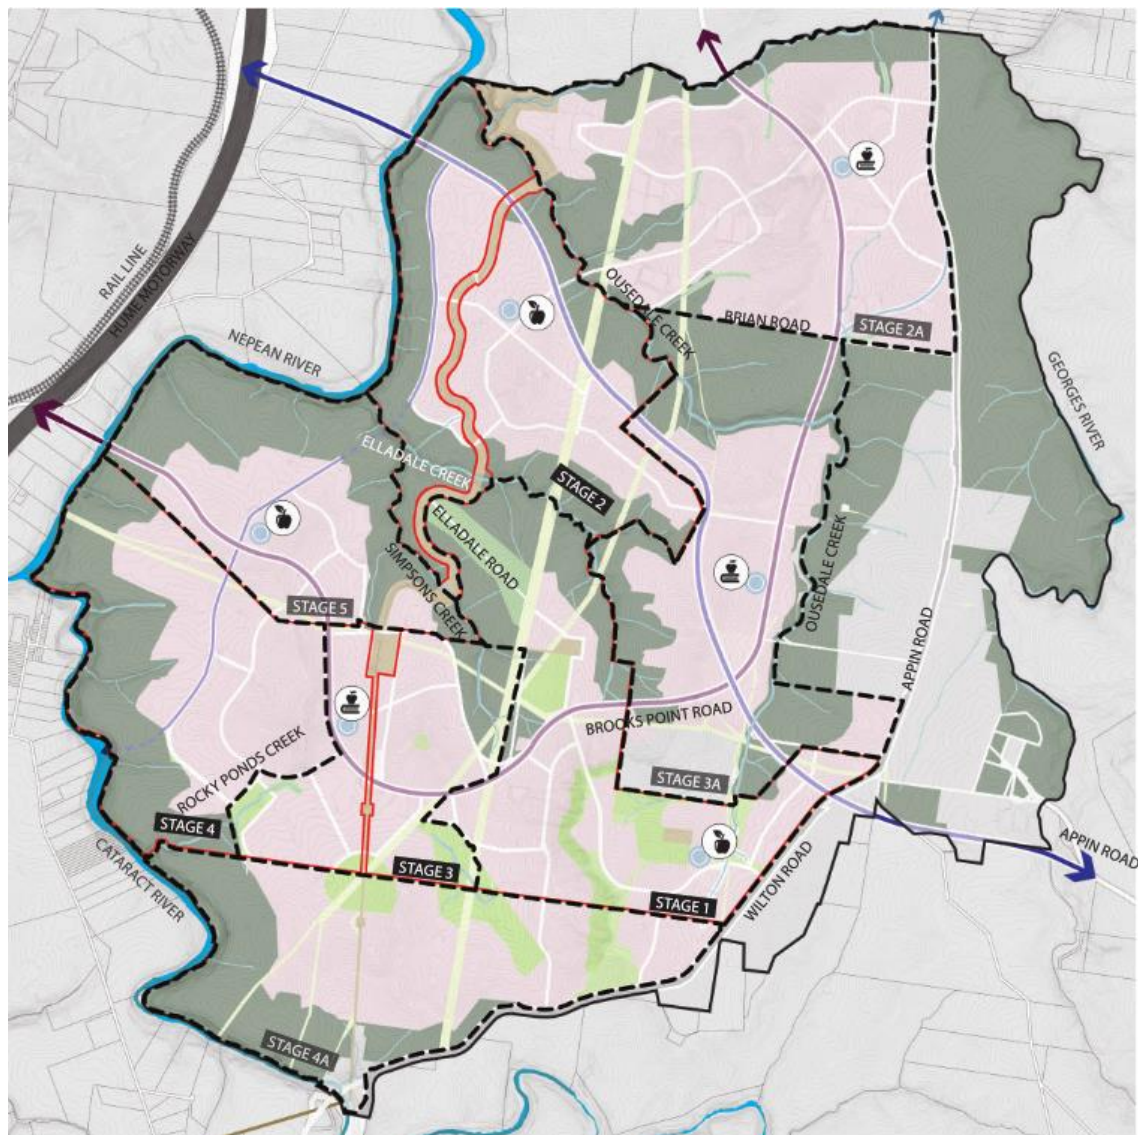 RAIL LINE
HUME MOTORWAY
NEPEAN RIVER
OUSEDALE CREEK
BRIAN ROAD
STAGE 2A
GEORGES RIVER
ELLADALE CREEK
STAGE 2
ELLADALE ROAD
SIMPSONS CREEK
OUSEDALE CREEK
STAGE 5
APPIN ROAD
BROOKS POINT ROAD
ROCKY PONDS CREEK
STAGE 3A
STAGE 4
CATARACT RIVER
STAGE 3
STAGE 1
WILTON ROAD
APPIN ROAD
STAGE 4A